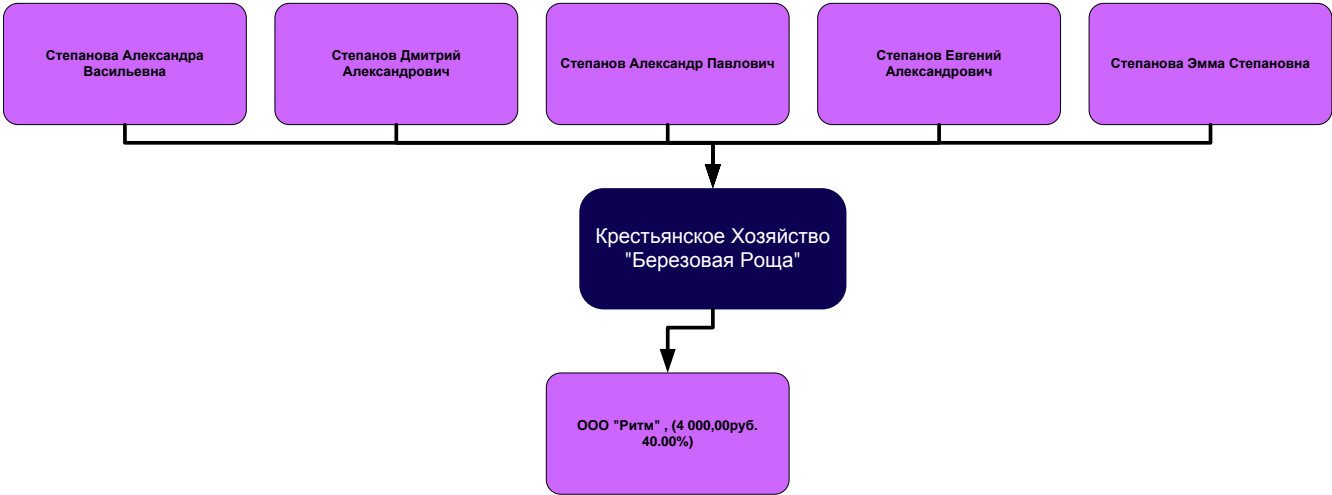 Степанова Александра
Васильевна
Степанов Дмитрий
Александрович
Степанов Александр Павлович
Степанов Евгений
Александрович
Степанова Эмма Степановна
Крестьянское Хозяйство
"Березовая Роща"
ООО "Ритм" , (4 000,00руб.
40.00%)